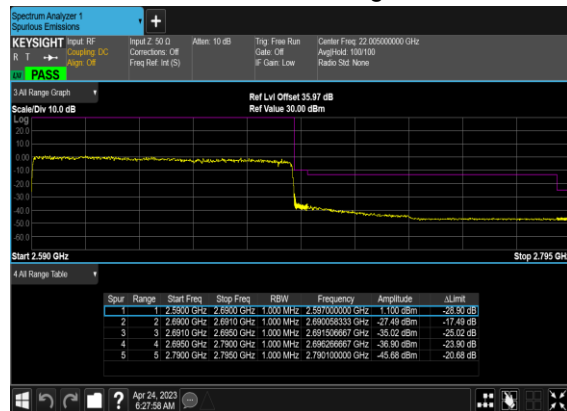 Spectrum Analyzer 1
Spurious Emissions
+
KEYSIGHT Input: RF Input Z: 50 Ω Atten: 10 dB Trig: Free Run Center Freq: 22.005000000 GHz
R T Coupling: DC Corrections: Off Gate: Off Avg|Hold: 100/100
Align: Off Freq Ref: Int (S) IF Gain: Low Radio Std: None
PASS
3 All Range Graph Ref Lvl Offset 35.97 dB
Scale/Div 10.0 dB Ref Value 30.00 dBm
Log
20.0
10.0
0.00
-10.0
-20.0
-30.0
-40.0
-50.0
-60.0
Start 2.590 GHz Stop 2.795 GH
4 All Range Table
Spur Range Start Freq Stop Freq RBW Frequency Amplitude ΔLimit
1 1 2.5900 GHz 2.6900 GHz 1.000 MHz 2.597000000 GHz 1.100 dBm -28.90 dB
2 2 2.6900 GHz 2.6910 GHz 1.000 MHz 2.690058333 GHz -27.49 dBm -17.49 dB
3 3 2.6910 GHz 2.6950 GHz 1.000 MHz 2.691506667 GHz -35.02 dBm -25.02 dB
4 4 2.6950 GHz 2.7900 GHz 1.000 MHz 2.696266667 GHz -36.90 dBm -23.90 dB
5 5 2.7900 GHz 2.7950 GHz 1.000 MHz 2.790100000 GHz -45.68 dBm -20.68 dB
? Apr 24, 2023
6:27:58 AM